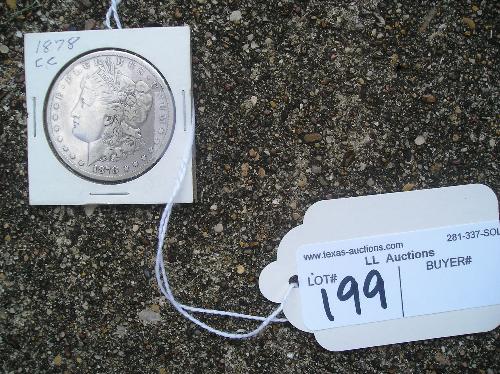 1878
CC
1878
www.texas-auctions.com 281-337-SOL
LL Auctions
LOT# BUYER#
199